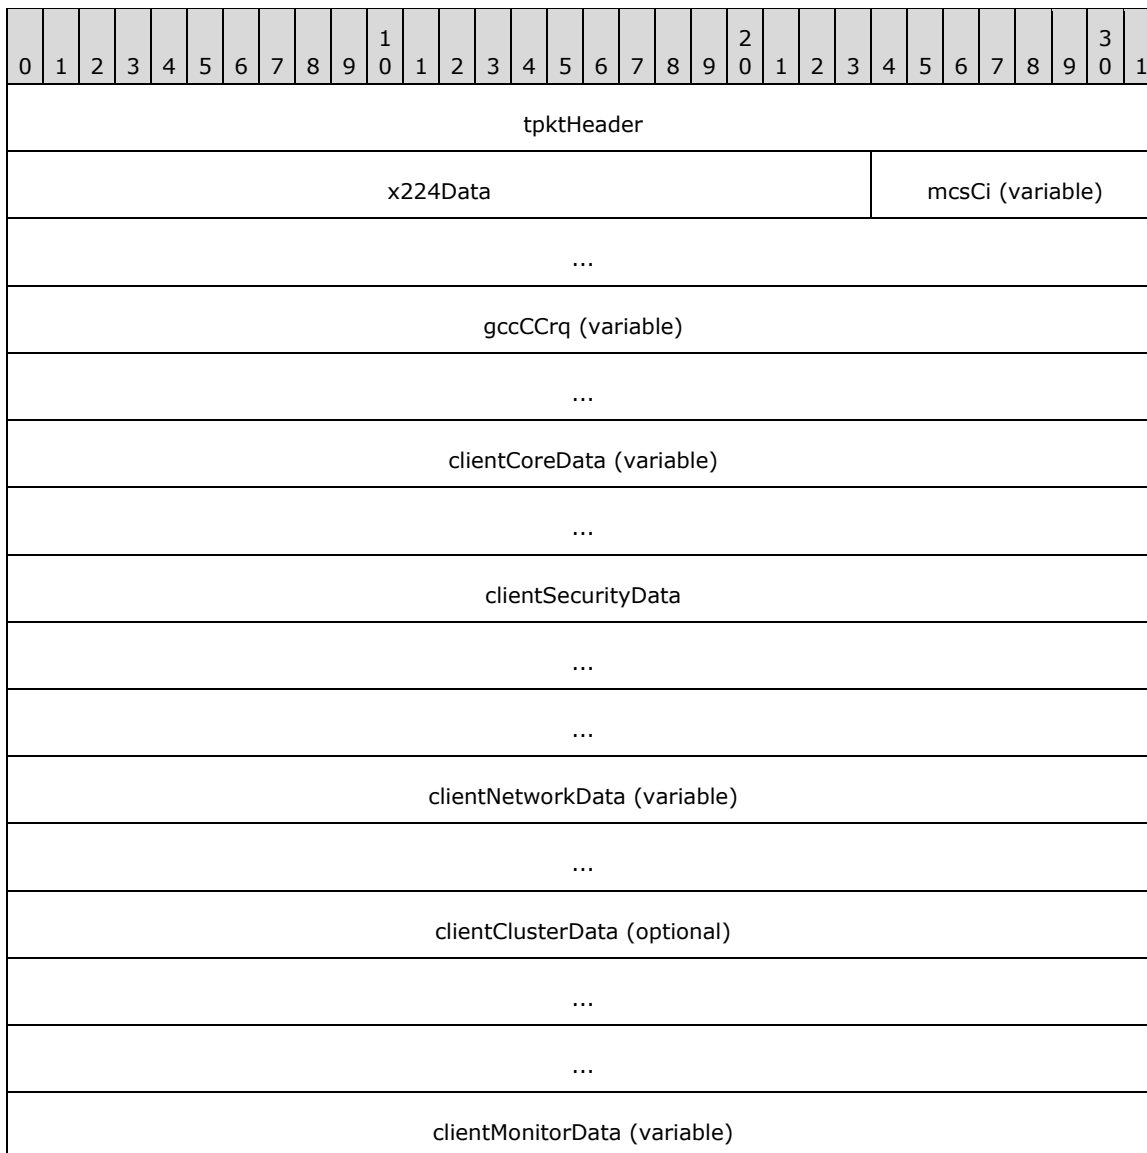 1 2 3
0 1 2 3 4 5 6 7 8 9 0 1 2 3 4 5 6 7 8 9 0 1 2 3 4 5 6 7 8 9 0 1
tpktHeader
x224Data mcsCi (variable)
...
gccCCrq (variable)
...
clientCoreData (variable)
...
clientSecurityData
...
...
clientNetworkData (variable)
...
clientClusterData (optional)
...
...
clientMonitorData (variable)